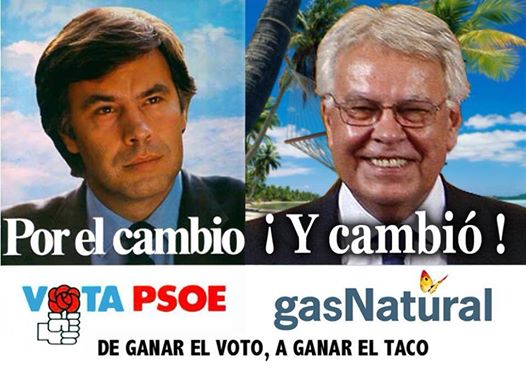 Por el cambio
¡ Y cambió !
VOTA PSOE
gasNatural
DE GANAR EL VOTO, A GANAR EL TACO